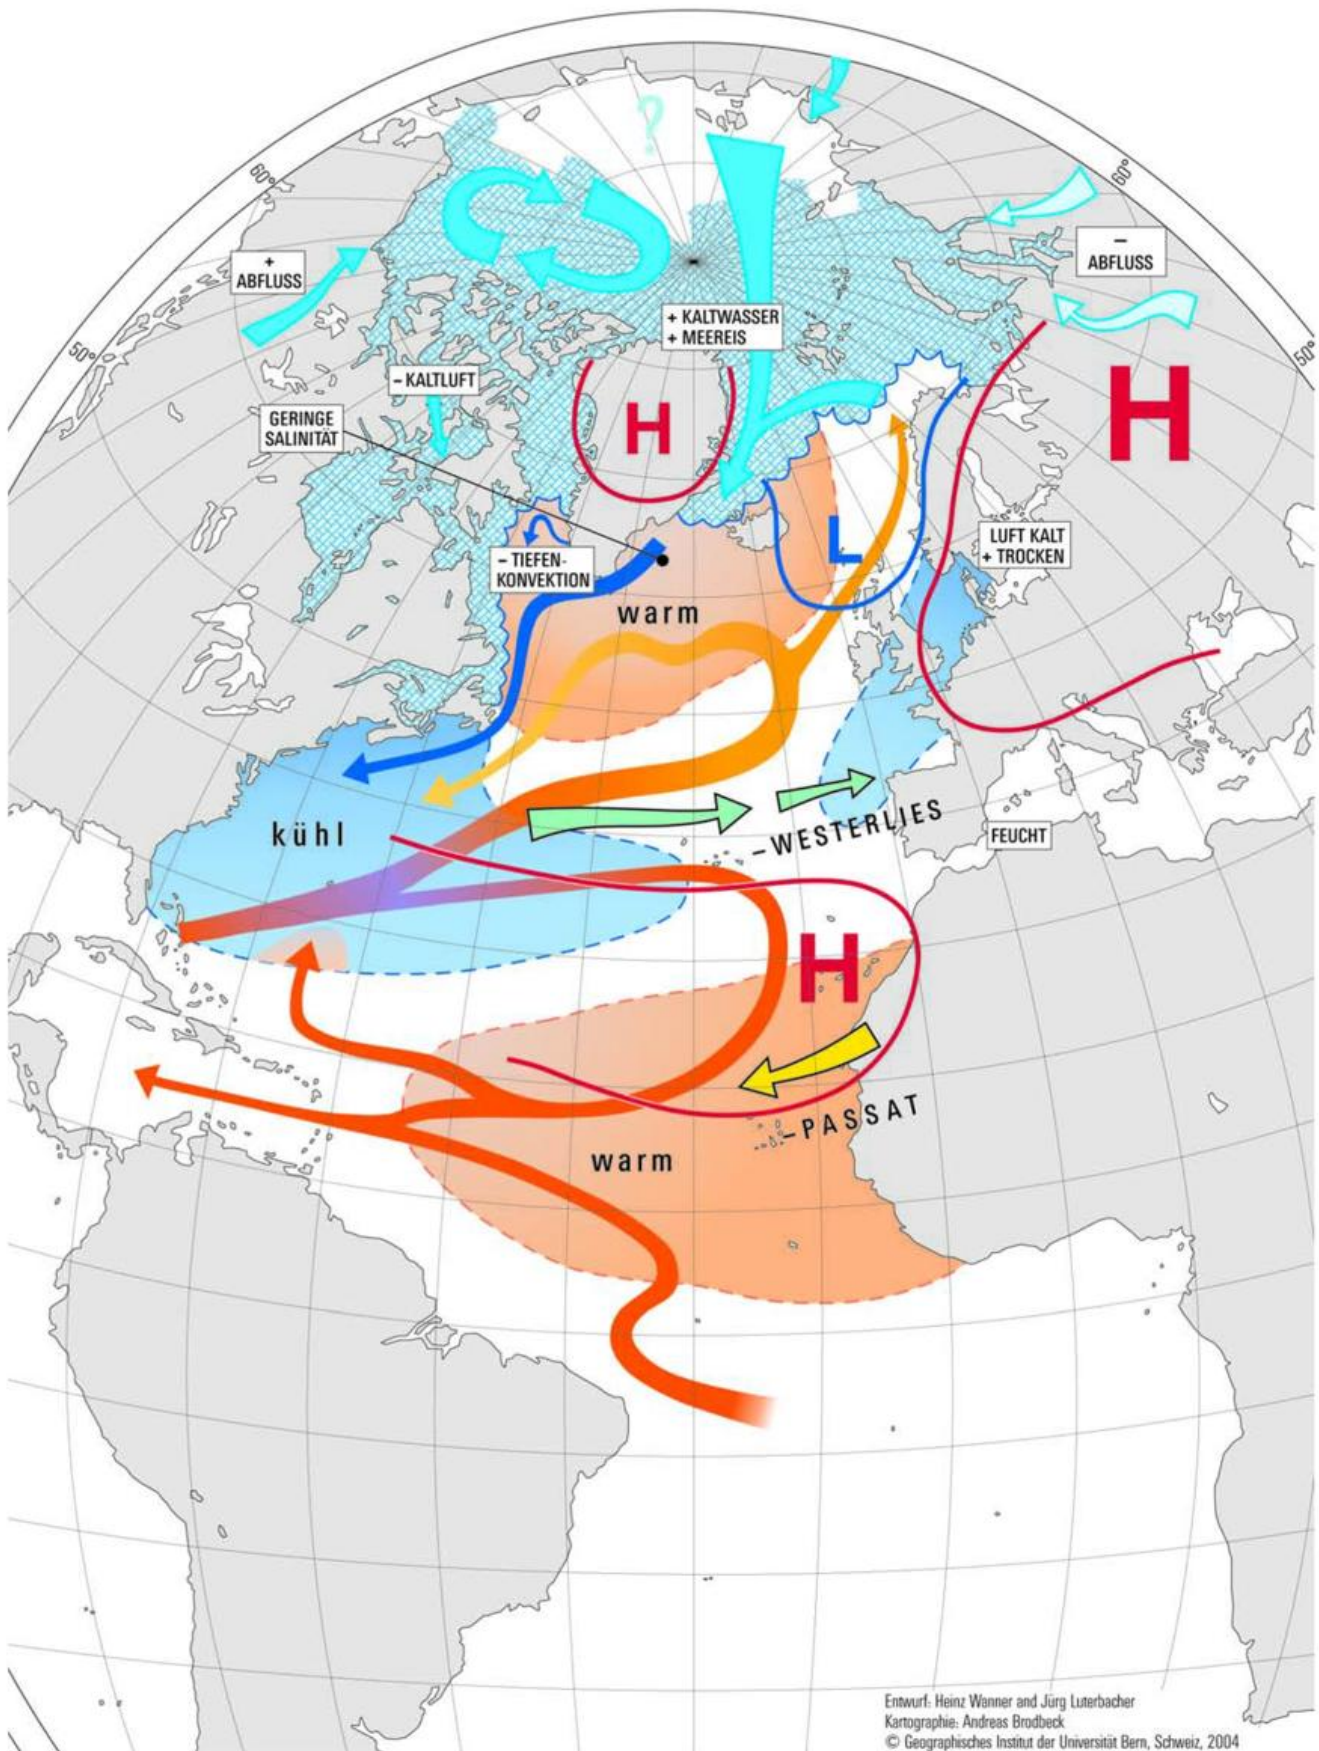 ?
60°
60°
+
ABFLUSS
–
ABFLUSS
50°
50°
+ KALTWASSER
+ MEEREIS
– KALTLUFT
H
H
GERINGE
SALINITÄT
L
LUFT KALT
+ TROCKEN
– TIEFEN-
KONVEKTION
warm
kühl
–WESTERLIES
FEUCHT
H
–PASSAT
warm
Entwurf: Heinz Wanner and Jürg Luterbacher
Kartographie: Andreas Brodbeck
© Geographisches Institut der Universität Bern, Schweiz, 2004